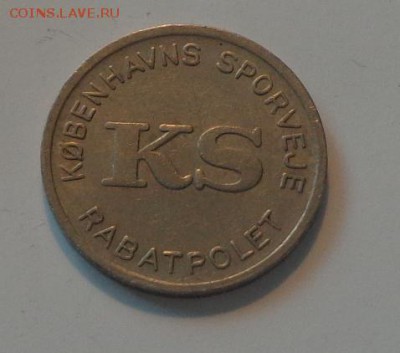 COINS.LAVE.RU
KØBENHAVNS SPORVEJE
KS
RABATPOLET